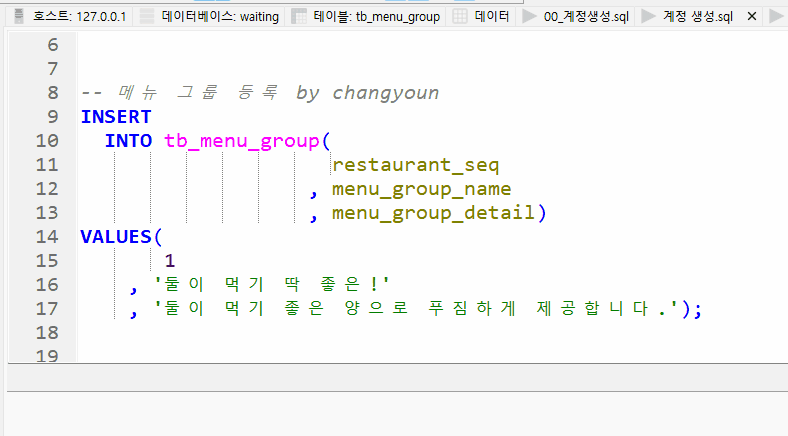 호스트: 127.0.0.1 데이터베이스: waiting 테이블: tb_menu_group 데이터 00_계정생성.sql 계정 생성.sql
6
7
8 -- 메뉴 그룹 등록 by changyoun
9 INSERT
10 INTO tb_menu_group(
11 restaurant_seq
12 , menu_group_name
13 , menu_group_detail)
14 VALUES(
15 1
16 , '둘이 먹기 딱 좋은!'
17 , '둘이 먹기 좋은 양으로 푸짐하게 제공합니다.');
18
19